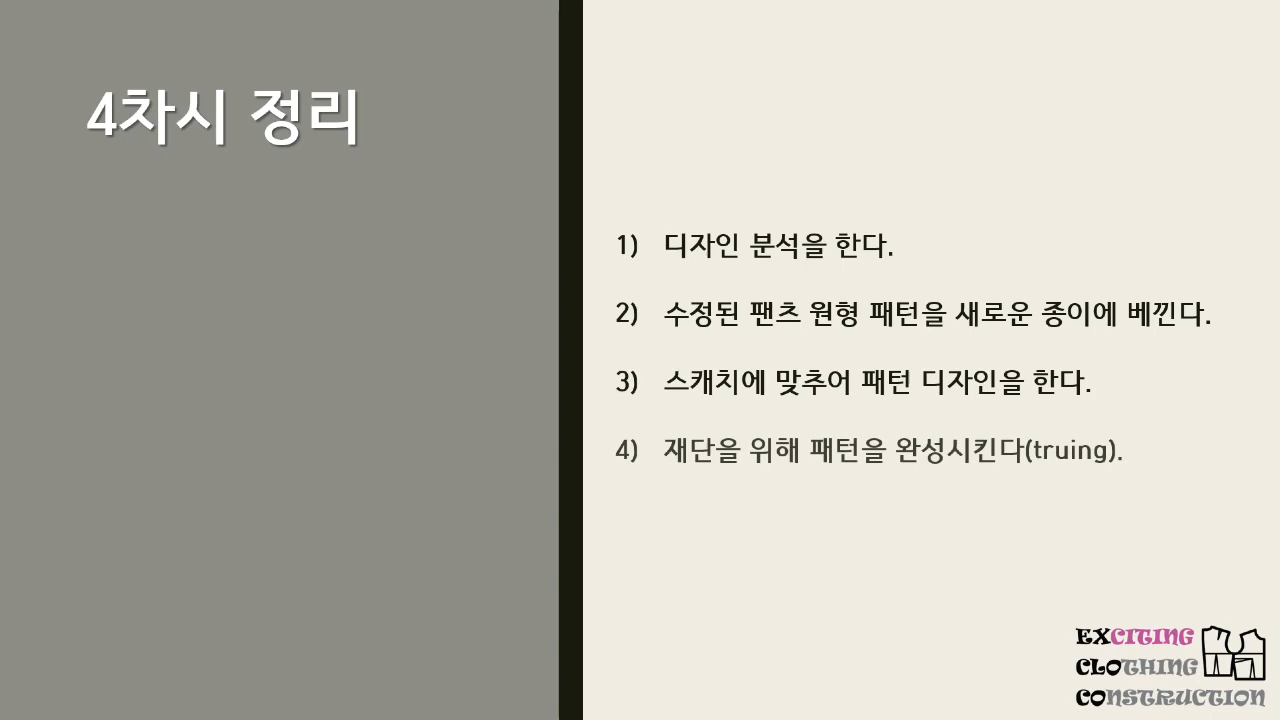 4차시 정리
1) 디자인 분석을 한다.
2) 수정된 팬츠 원형 패턴을 새로운 종이에 베낀다.
3) 스캐치에 맞추어 패턴 디자인을 한다.
4) 재단을 위해 패턴을 완성시킨다(truing).
EXCITING
CLOTHING
CONSTRUCTION